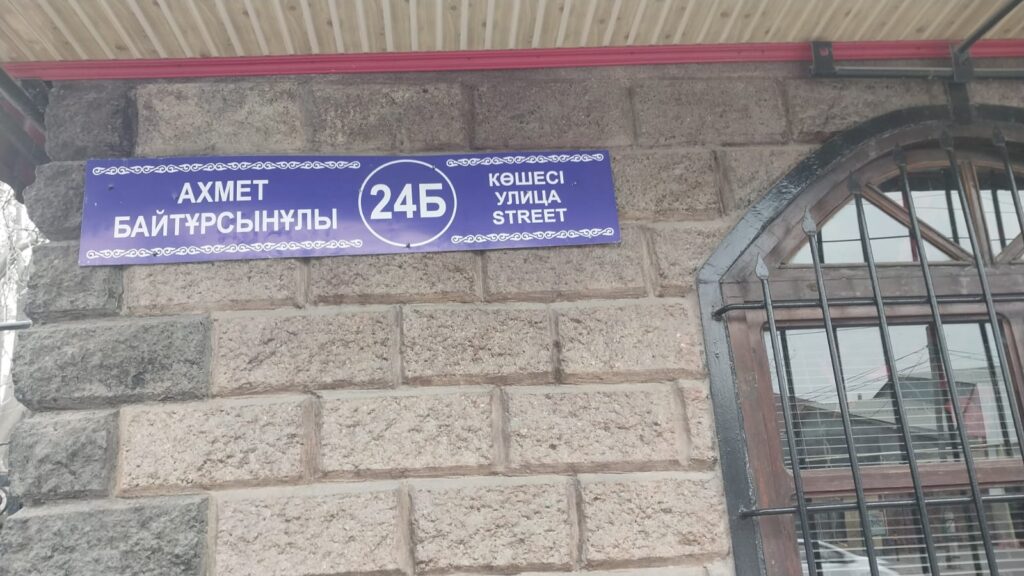 АХМЕТ
БАЙТҰРСЫНҰЛЫ
24Б
КӨШЕСІ
УЛИЦА
STREET